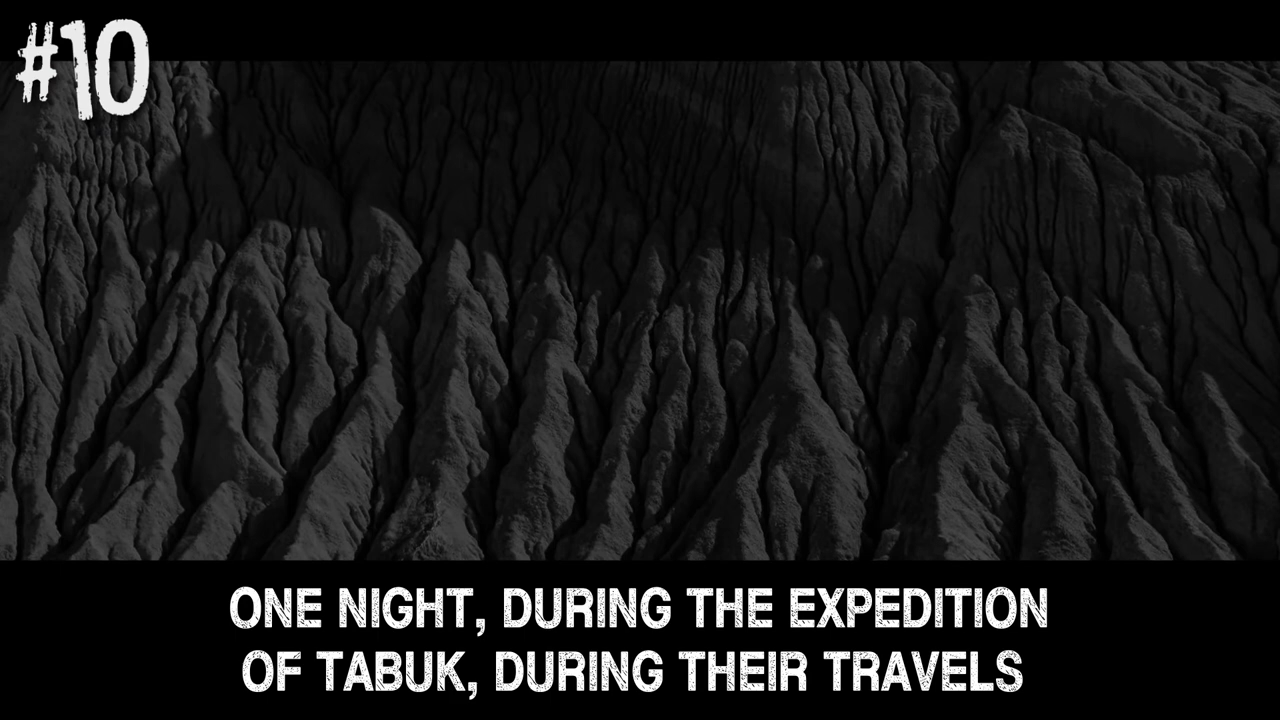 #10
ONE NIGHT, DURING THE EXPEDITION
OF TABUK, DURING THEIR TRAVELS